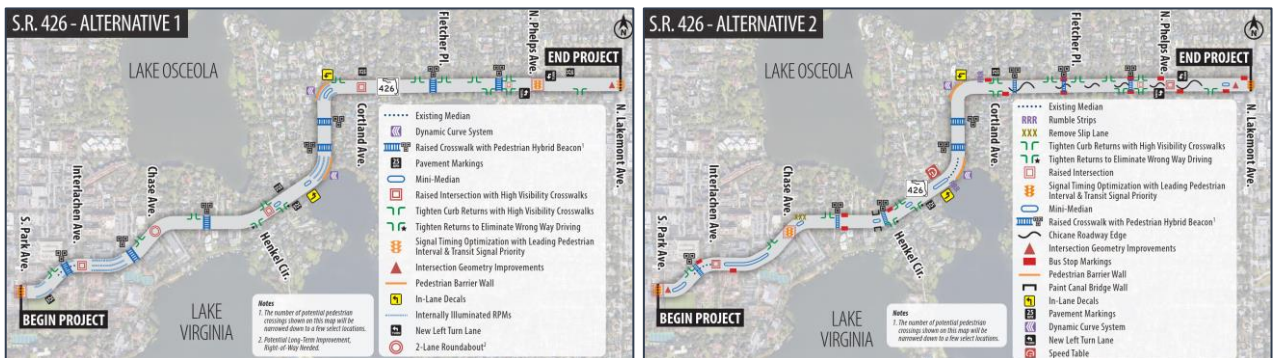 S.R. 426 - ALTERNATIVE 1
LAKE OSCEOLA
Fletcher Pl.
N. Phelps Ave.
N
END PROJECT
426
Cortland Ave.
N. Lakemont Ave.
Interlachen Ave.
Chase Ave.
S. Park Ave.
Henkel Cir.
BEGIN PROJECT
LAKE
VIRGINIA
Existing Median
Dynamic Curve System
Raised Crosswalk with Pedestrian Hybrid Beacon1
25 Pavement Markings
Mini-Median
Raised Intersection with High Visibility Crosswalks
Tighten Curb Returns with High Visibility Crosswalks
Tighten Returns to Eliminate Wrong Way Driving
Signal Timing Optimization with Leading Pedestrian
Interval & Transit Signal Priority
Intersection Geometry Improvements
Pedestrian Barrier Wall
In-Lane Decals
Internally Illuminated RPMs
New Left Turn Lane
2-Lane Roundabout2
Notes
1. The number of potential pedestrian
crossings shown on this map will be
narrowed down to a few select locations.
2. Potential Long-Term Improvement,
Right-of-Way Needed.
S.R. 426 - ALTERNATIVE 2
LAKE OSCEOLA
Fletcher Pl.
N. Phelps Ave.
N
END PROJECT
Cortland Ave.
N. Lakemont Ave.
426
Interlachen Ave.
Chase Ave.
XXX
S. Park Ave.
Henkel Cir.
BEGIN PROJECT
LAKE
VIRGINIA
Existing Median
RRR Rumble Strips
XXX Remove Slip Lane
Tighten Curb Returns with High Visibility Crosswalks
Tighten Returns to Eliminate Wrong Way Driving
Raised Intersection
Signal Timing Optimization with Leading Pedestrian
Interval & Transit Signal Priority
Mini-Median
Raised Crosswalk with Pedestrian Hybrid Beacon1
Chicane Roadway Edge
Intersection Geometry Improvements
Bus Stop Markings
Pedestrian Barrier Wall
Paint Canal Bridge Wall
In-Lane Decals
25 Pavement Markings
Dynamic Curve System
New Left Turn Lane
Speed Table
Notes
1. The number of potential pedestrian
crossings shown on this map will be
narrowed down to a few select locations.